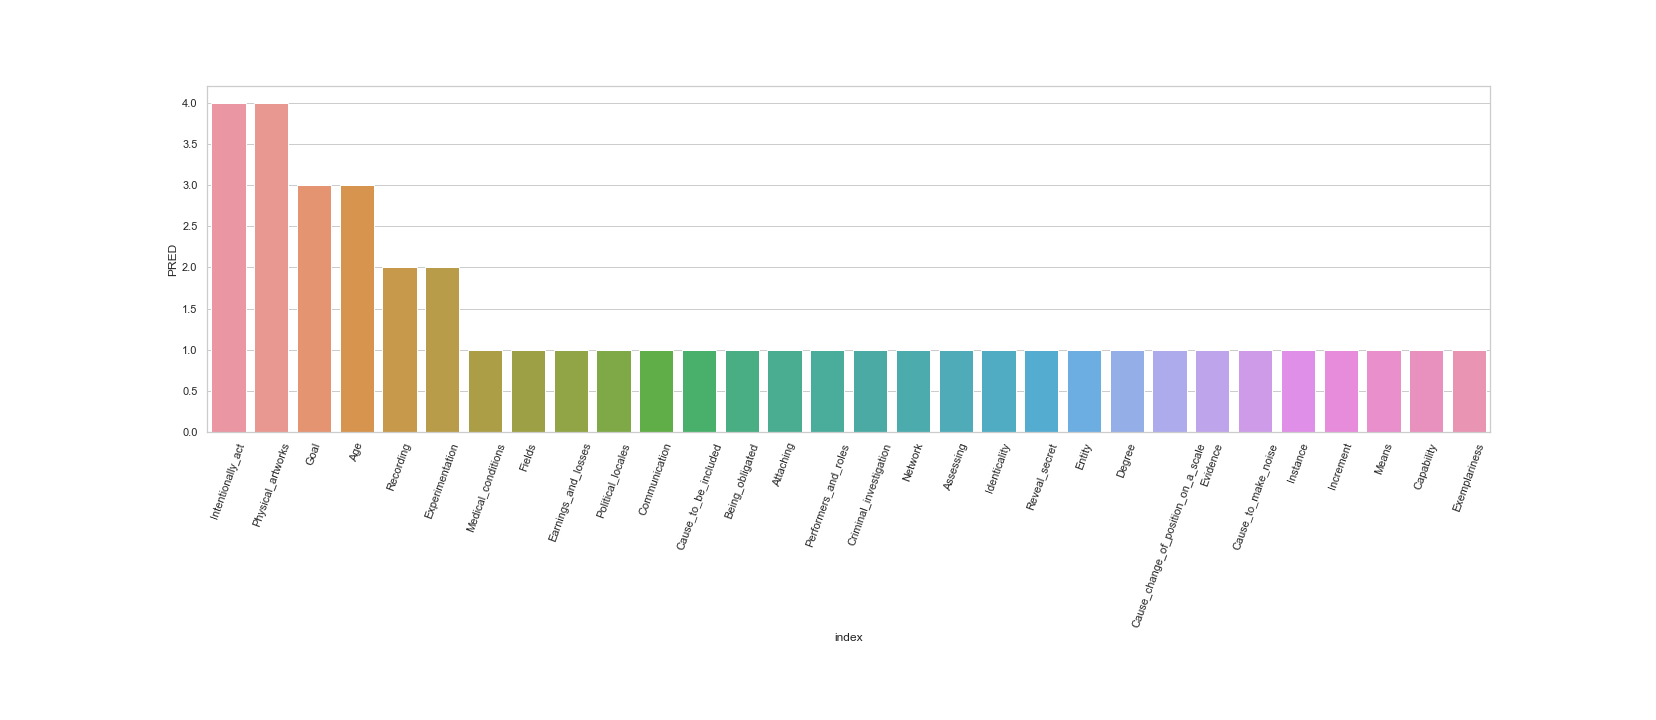 4.0
3.5
3.0
2.5
2.0
1.5
1.0
0.5
0.0
PRED
Intentionally_act
Physical_artworks
Goal
Age
Recording
Experimentation
Medical_conditions
Fields
Earnings_and_losses
Political_locales
Communication
Cause_to_be_included
Being_obligated
Attaching
Performers_and_roles
Criminal_investigation
Network
Assessing
Identicality
Reveal_secret
Entity
Degree
Cause_change_of_position_on_a_scale
Evidence
Cause_to_make_noise
Instance
Increment
Means
Capability
Exemplariness
index